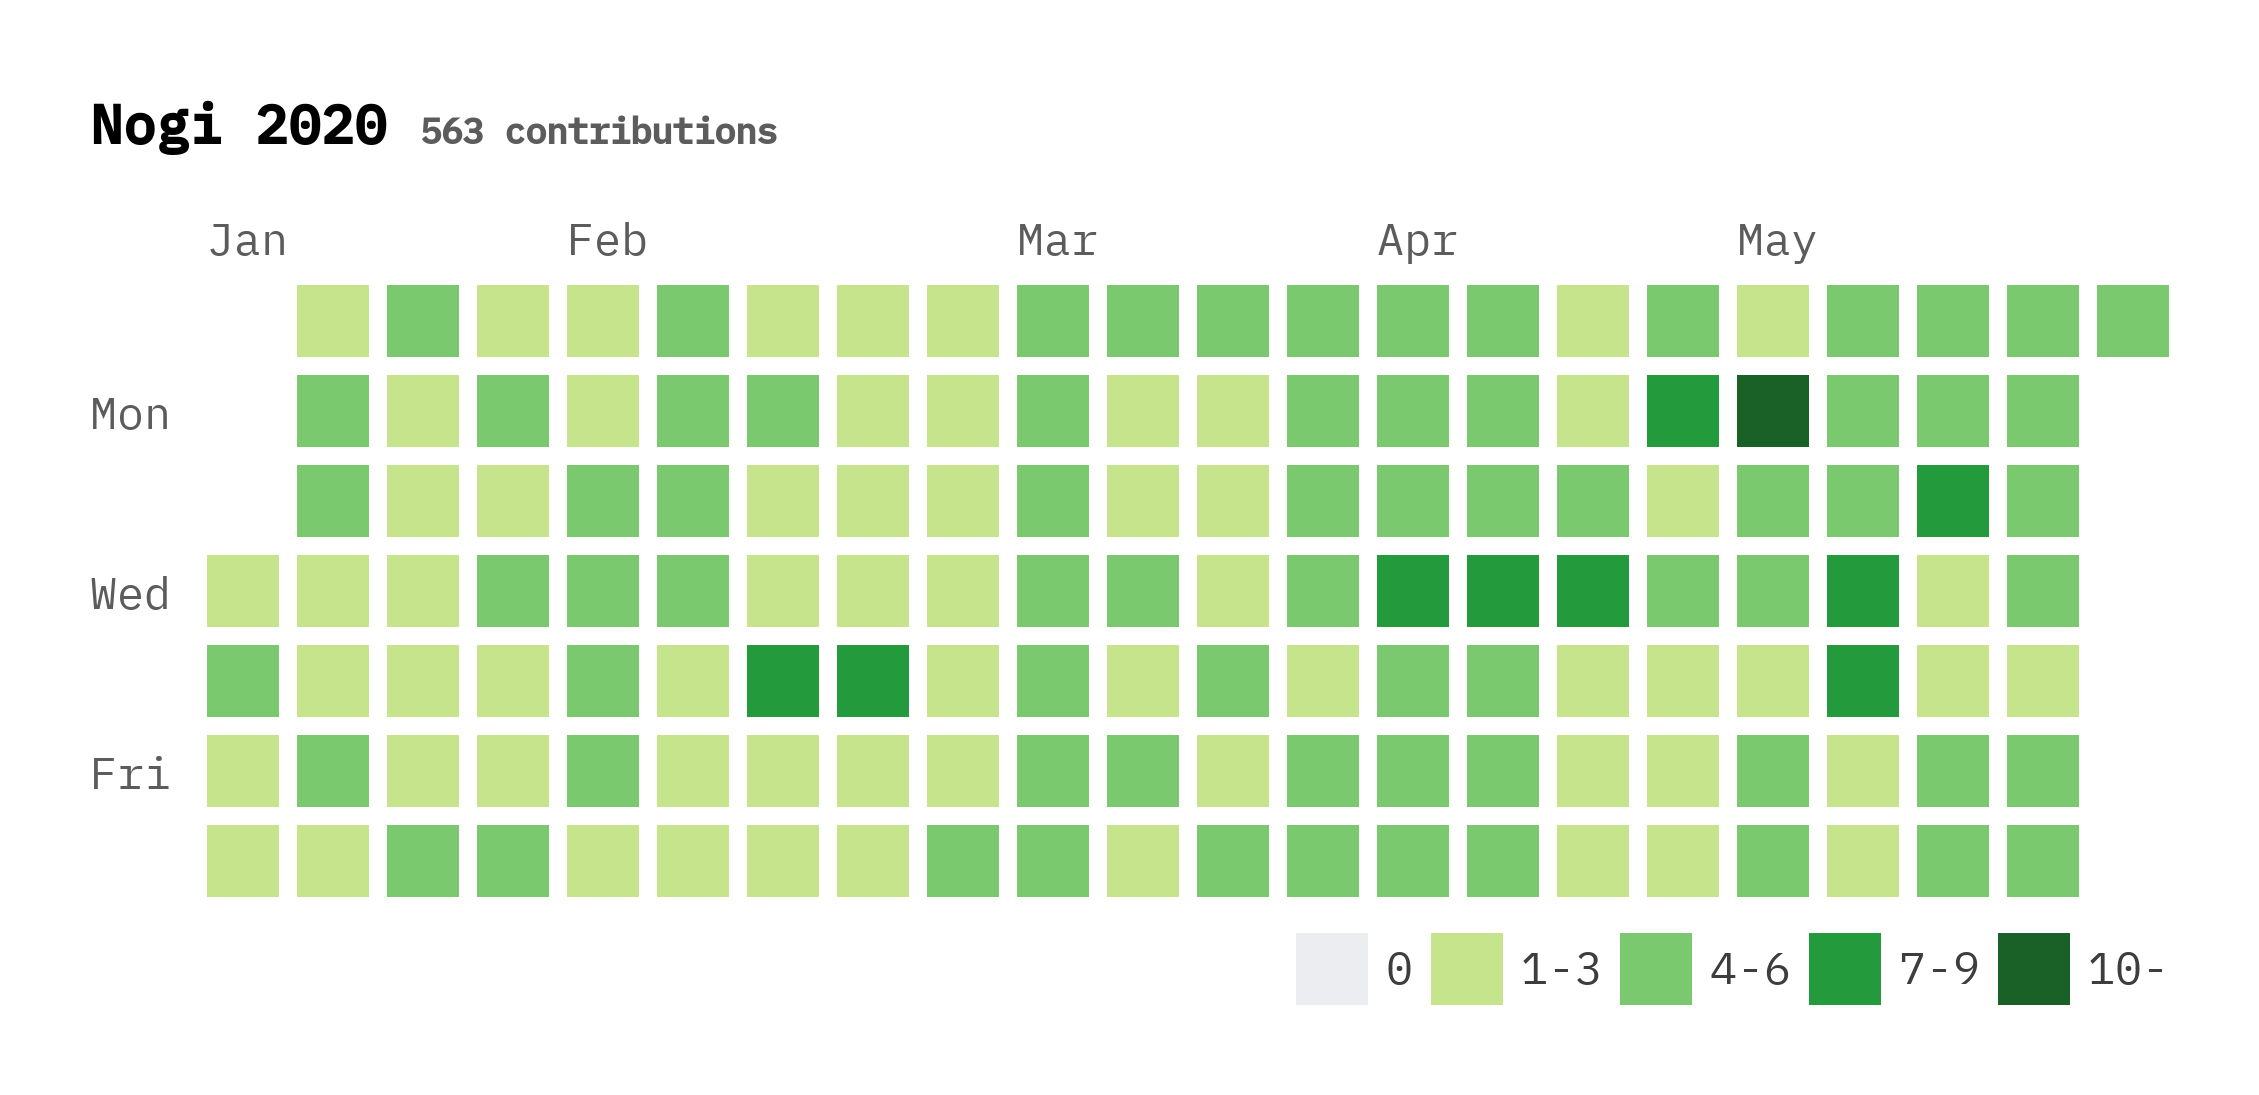 Nogi 2020 563 contributions
Jan Feb Mar Apr May
Mon
Wed
Fri
0 1-3 4-6 7-9 10-